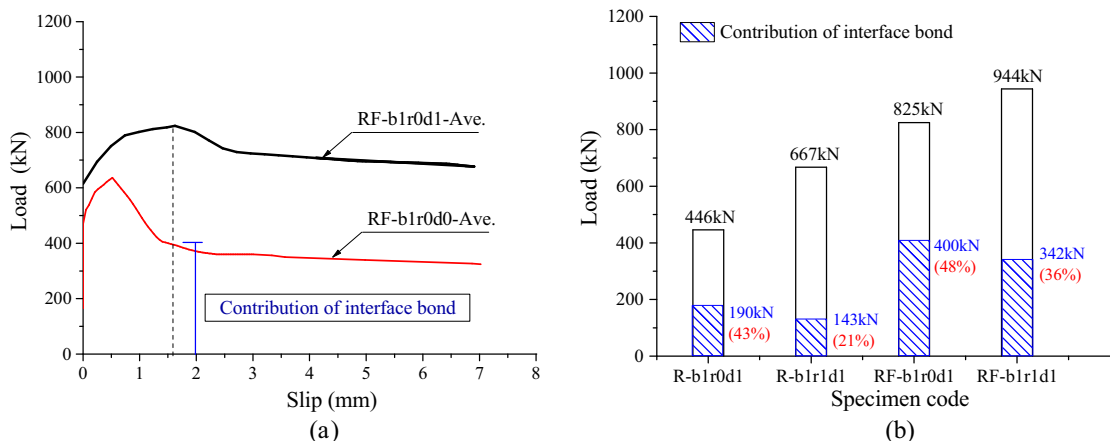 1200
1000
800
600
400
200
0
Load (kN)
RF-b1r0d1-Ave.
RF-b1r0d0-Ave.
Contribution of interface bond
0 1 2 3 4 5 6 7 8
Slip (mm)
(a)
1200
1000
800
600
400
200
0
Load (kN)
Contribution of interface bond
446kN
190kN
(43%)
667kN
143kN
(21%)
825kN
400kN
(48%)
944kN
342kN
(36%)
R-b1r0d1 R-b1r1d1 RF-b1r0d1 RF-b1r1d1
Specimen code
(b)